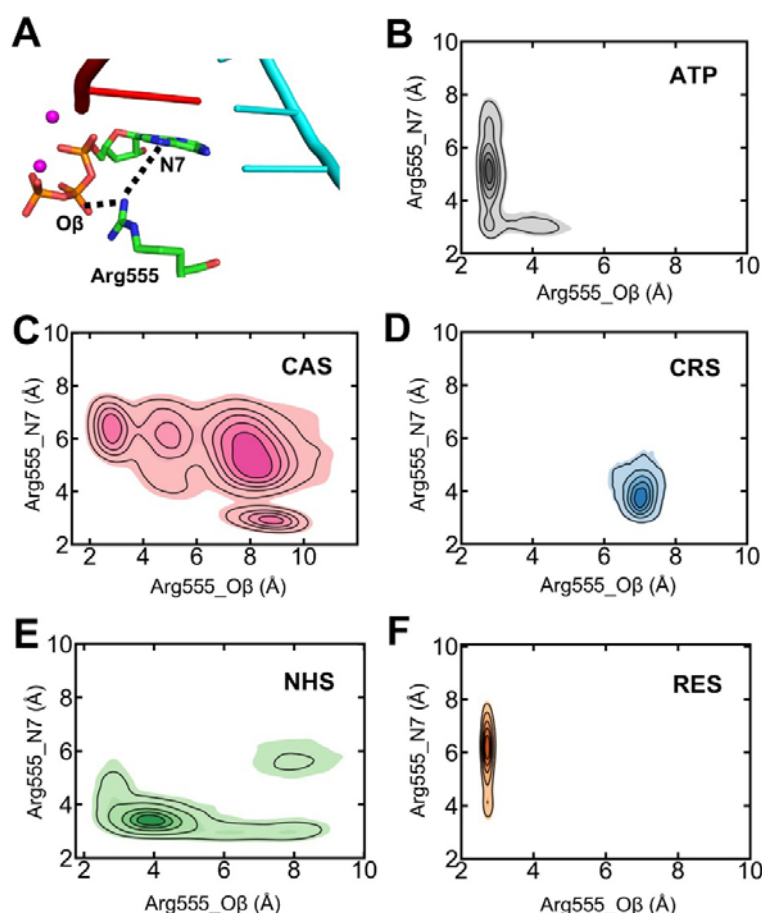 A
N7
Oβ
Arg555
B
ATP
10
8
6
4
2
Arg555_N7 (Å)
2 4 6 8 10
Arg555_Oβ (Å)
C
CAS
10
8
6
4
2
Arg555_N7 (Å)
2 4 6 8 10
Arg555_Oβ (Å)
D
CRS
10
8
6
4
2
Arg555_N7 (Å)
2 4 6 8 10
Arg555_Oβ (Å)
E
NHS
10
8
6
4
2
Arg555_N7 (Å)
2 4 6 8 10
Arg555_Oβ (Å)
F
RES
10
8
6
4
2
Arg555_N7 (Å)
2 4 6 8 10
Arg555_Oβ (Å)